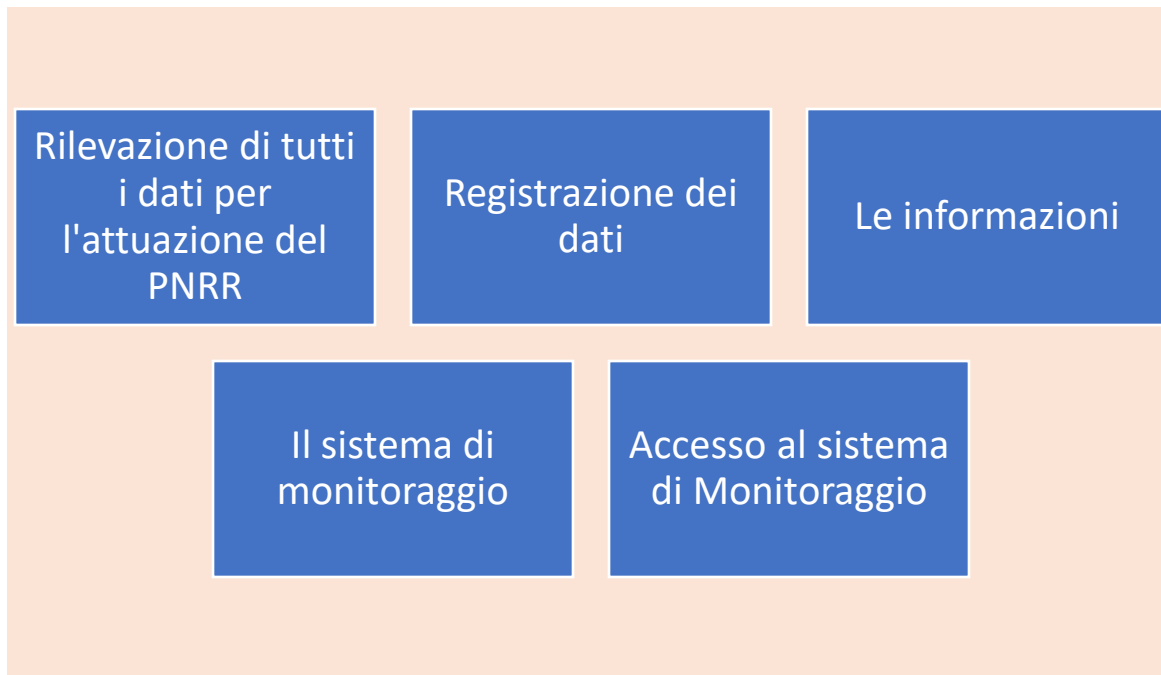 Rilevazione di tutti
i dati per
l'attuazione del
PNRR
Registrazione dei
dati
Le informazioni
Il sistema di
monitoraggio
Accesso al sistema
di Monitoraggio